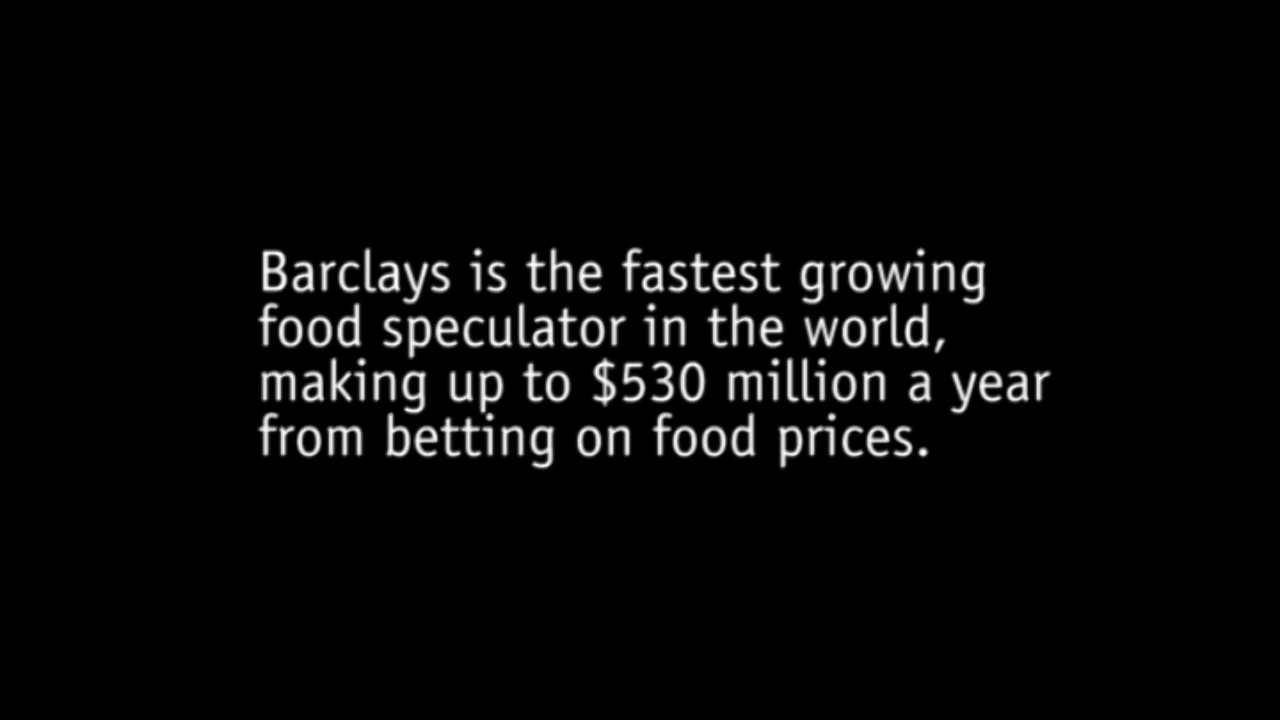 Barclays is the fastest growing
food speculator in the world,
making up to $530 million a year
from betting on food prices.